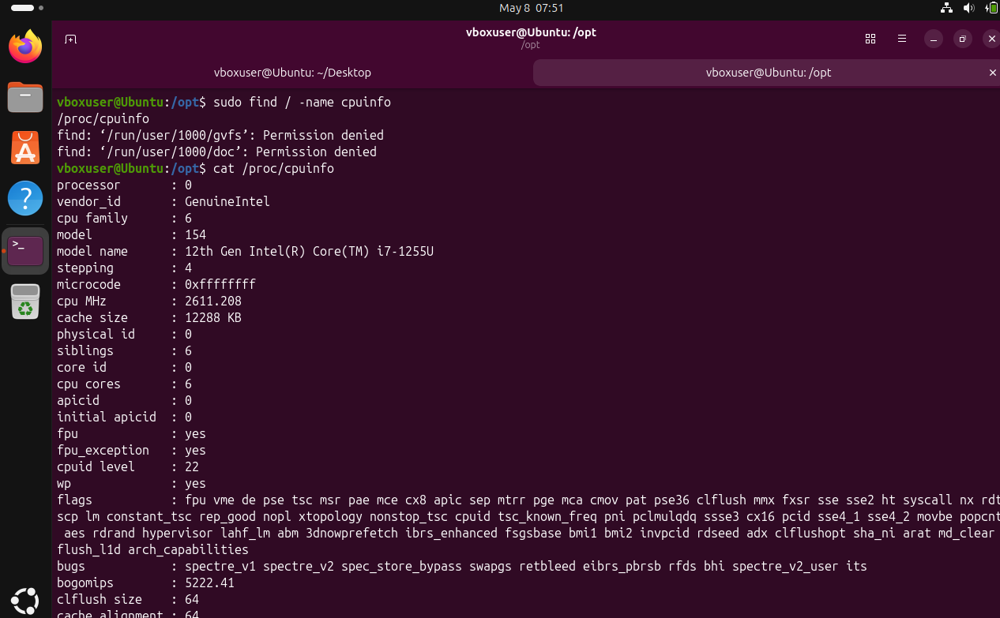 May 8 07:51
vboxuser@Ubuntu: /opt
/opt
vboxuser@Ubuntu: ~/Desktop
vboxuser@Ubuntu: /opt
vboxuser@Ubuntu:/opt$ sudo find / -name cpuinfo
/proc/cpuinfo
find: ‘/run/user/1000/gvfs’: Permission denied
find: ‘/run/user/1000/doc’: Permission denied
vboxuser@Ubuntu:/opt$ cat /proc/cpuinfo
processor : 0
vendor_id : GenuineIntel
cpu family : 6
model : 154
model name : 12th Gen Intel(R) Core(TM) i7-1255U
stepping : 4
microcode : 0xffffffff
cpu MHz : 2611.208
cache size : 12288 KB
physical id : 0
siblings : 6
core id : 0
cpu cores : 6
apicid : 0
initial apicid : 0
fpu : yes
fpu_exception : yes
cpuid level : 22
wp : yes
flags : fpu vme de pse tsc msr pae mce cx8 apic sep mtrr pge mca cmov pat pse36 clflush mmx fxsr sse sse2 ht syscall nx rdt
scp lm constant_tsc rep_good nopl xtopology nonstop_tsc cpuid tsc_known_freq pni pclmulqdq ssse3 cx16 pcid sse4_1 sse4_2 movbe popcnt
aes rdrand hypervisor lahf_lm abm 3dnowprefetch ibrs_enhanced fsgsbase bmi1 bmi2 invpcid rdseed adx clflushopt sha_ni arat md_clear
flush_l1d arch_capabilities
bugs : spectre_v1 spectre_v2 spec_store_bypass swapgs retbleed eibrs_pbrsb rfds bhi spectre_v2_user its
bogomips : 5222.41
clflush size : 64
cache_alignment : 64